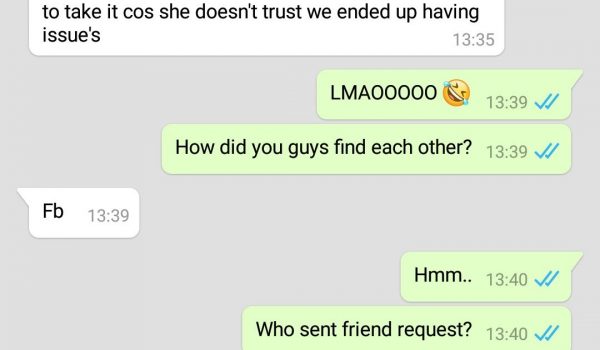 to take it cos she doesn't trust we ended up having
issue's
13:35
LMAOOOOO 🤣 13:39
How did you guys find each other? 13:39
Fb 13:39
Hmm.. 13:40
Who sent friend request? 13:40